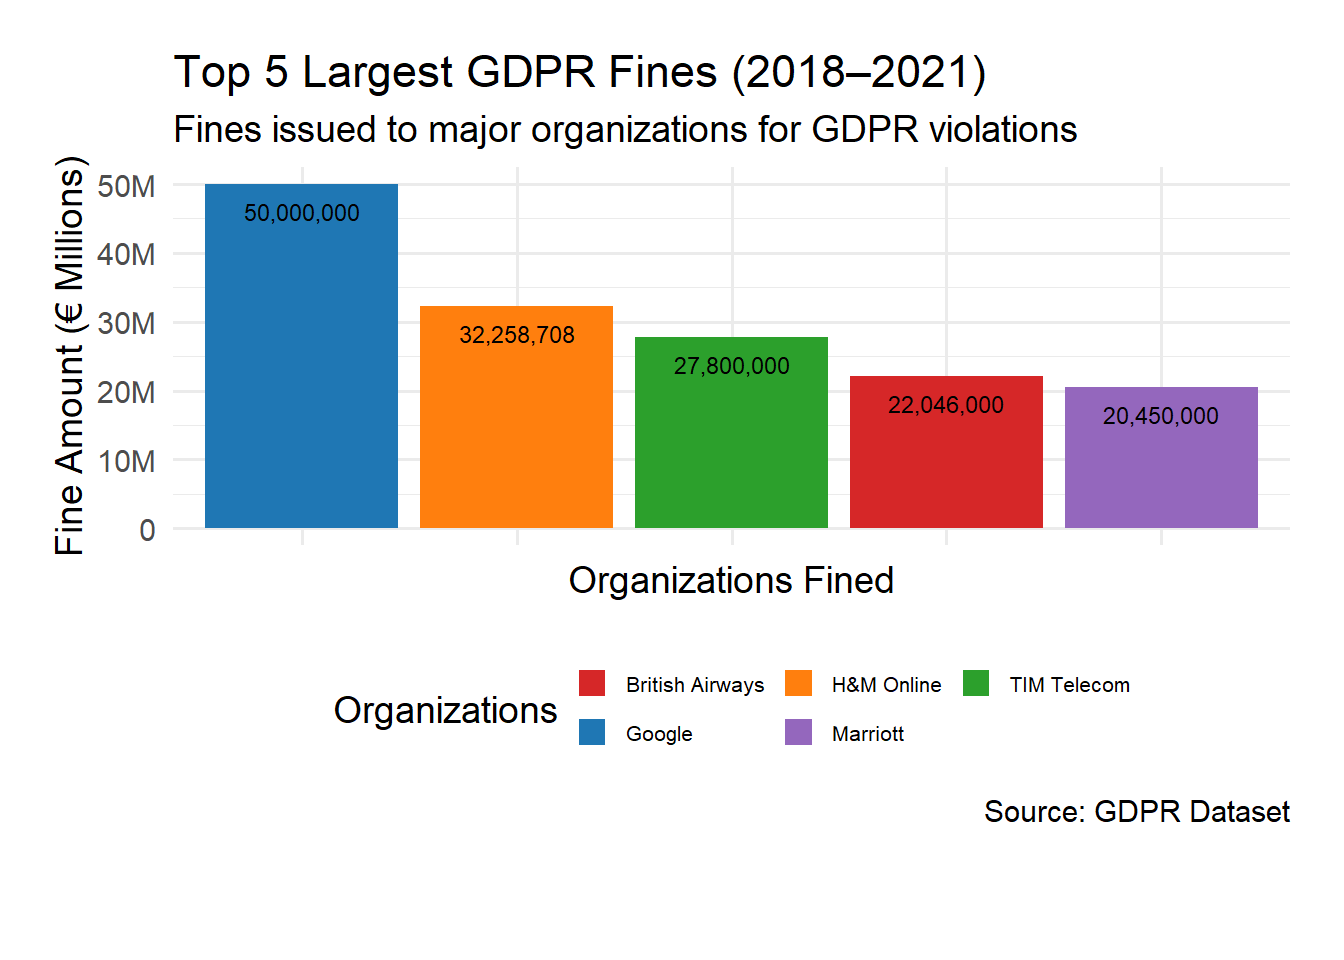 Top 5 Largest GDPR Fines (2018–2021)
Fines issued to major organizations for GDPR violations
Fine Amount (€ Millions)
50M
40M
30M
20M
10M
0
50,000,000
32,258,708
27,800,000
22,046,000
20,450,000
Organizations Fined
Organizations
British Airways
H&M Online
TIM Telecom
Google
Marriott
Source: GDPR Dataset